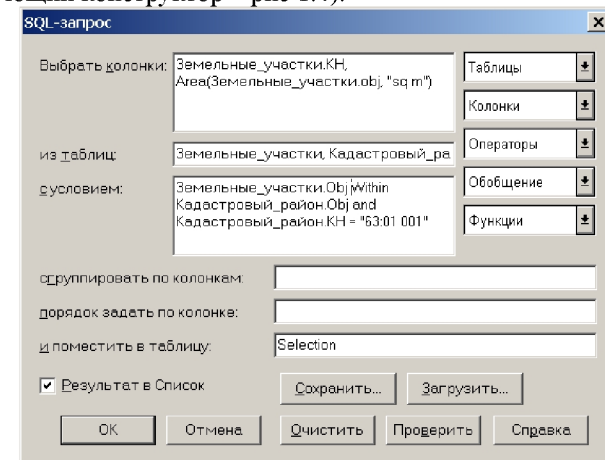 SQL-запрос
Выбрать колонки:
Земельные_участки.КН,
Area(Земельные_участки.obj, "sq m")
Таблицы
Колонки
Операторы
Обобщение
Функции
из таблиц:
Земельные_участки, Кадастровый_ра
с условием:
Земельные_участки.Obj Within
Кадастровый_район.Obj and
Кадастровый_район.КН = "63:01 001"
сгруппировать по колонкам:
порядок задать по колонке:
и поместить в таблицу:
Selection
Результат в Список
Сохранить...
Загрузить...
ОК
Отмена
Очистить
Проверить
Справка